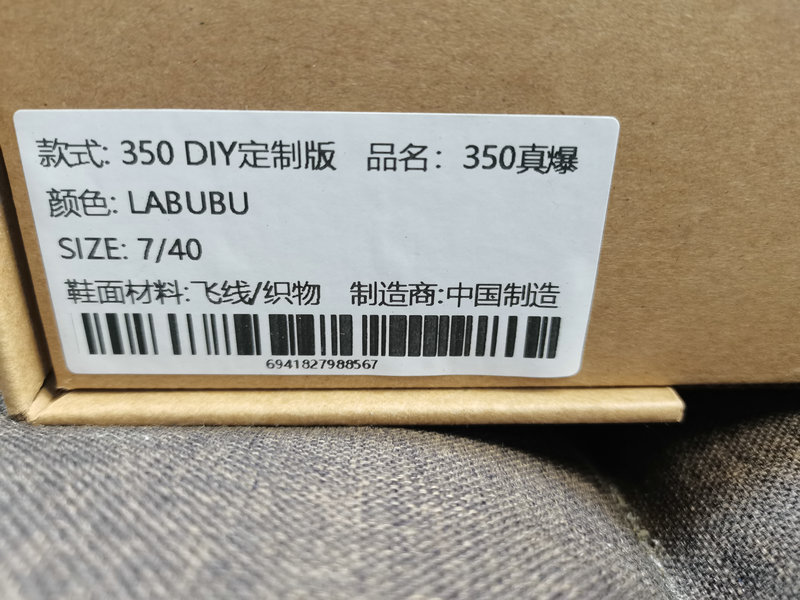 款式: 350 DIY定制版 品名: 350真爆
颜色: LABUBU
SIZE: 7/40
鞋面材料:飞线/织物 制造商:中国制造
6941827988567